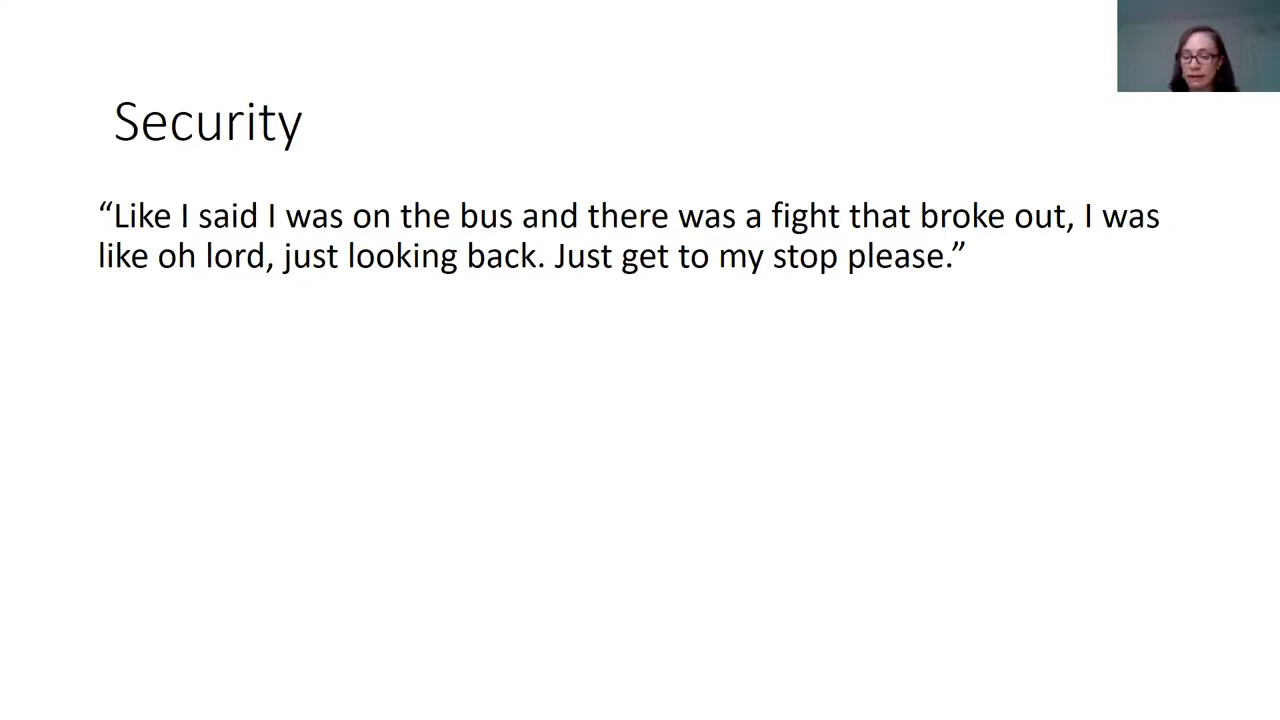 Security
“Like I said I was on the bus and there was a fight that broke out, I was
like oh lord, just looking back. Just get to my stop please.”